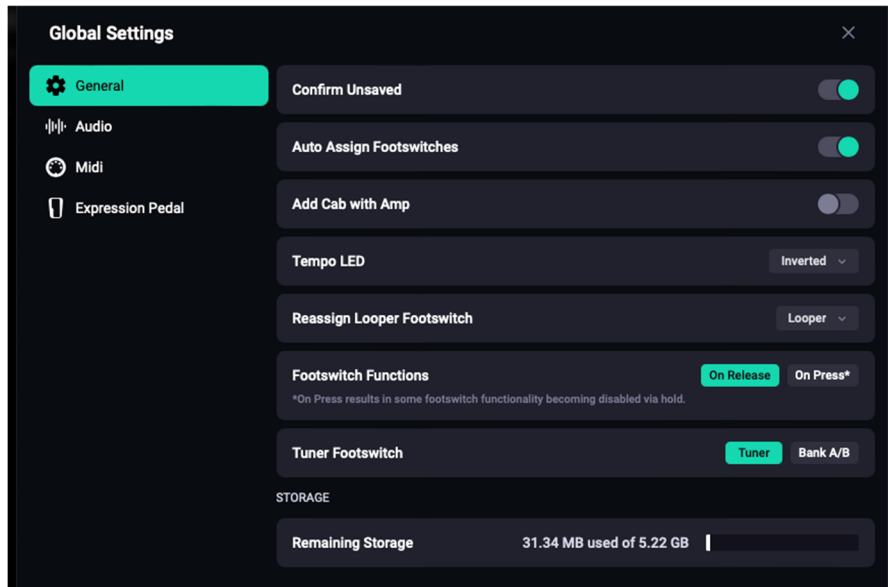 Global Settings
General
Audio
Midi
Expression Pedal
Confirm Unsaved
Auto Assign Footswitches
Add Cab with Amp
Tempo LED
Inverted
Reassign Looper Footswitch
Looper
Footswitch Functions
On Release
On Press*
*On Press results in some footswitch functionality becoming disabled via hold.
Tuner Footswitch
Tuner
Bank A/B
STORAGE
Remaining Storage
31.34 MB used of 5.22 GB